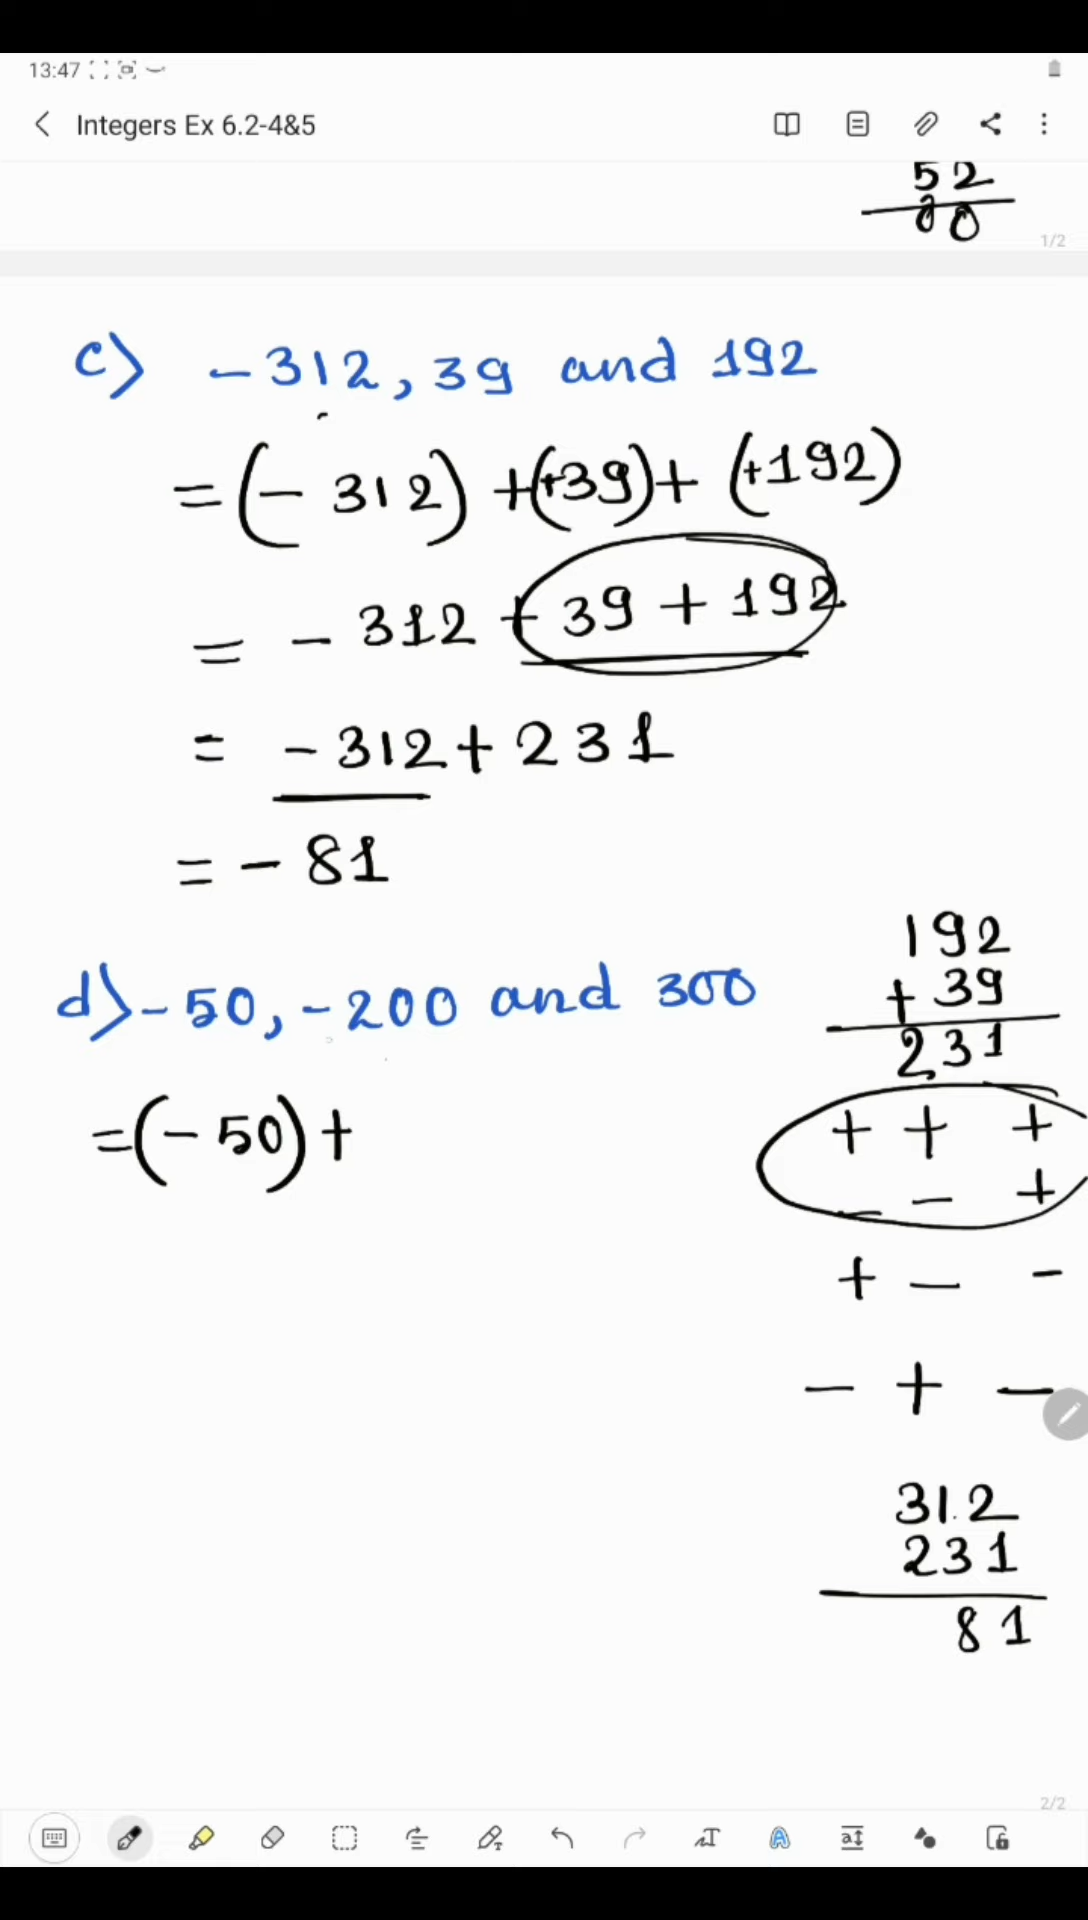 13:47
Integers Ex 6.2-4&5
52
00
1/2
c) -312, 39 and 192
= (-312) +(+39)+ (+192)
= -312 + 39 + 192
= -312 + 231
= -81
192
+ 39
231
d) -50, -200 and 300
+ + +
- - +
= (-50) +
+ - -
- + -
312
231
81
2/2